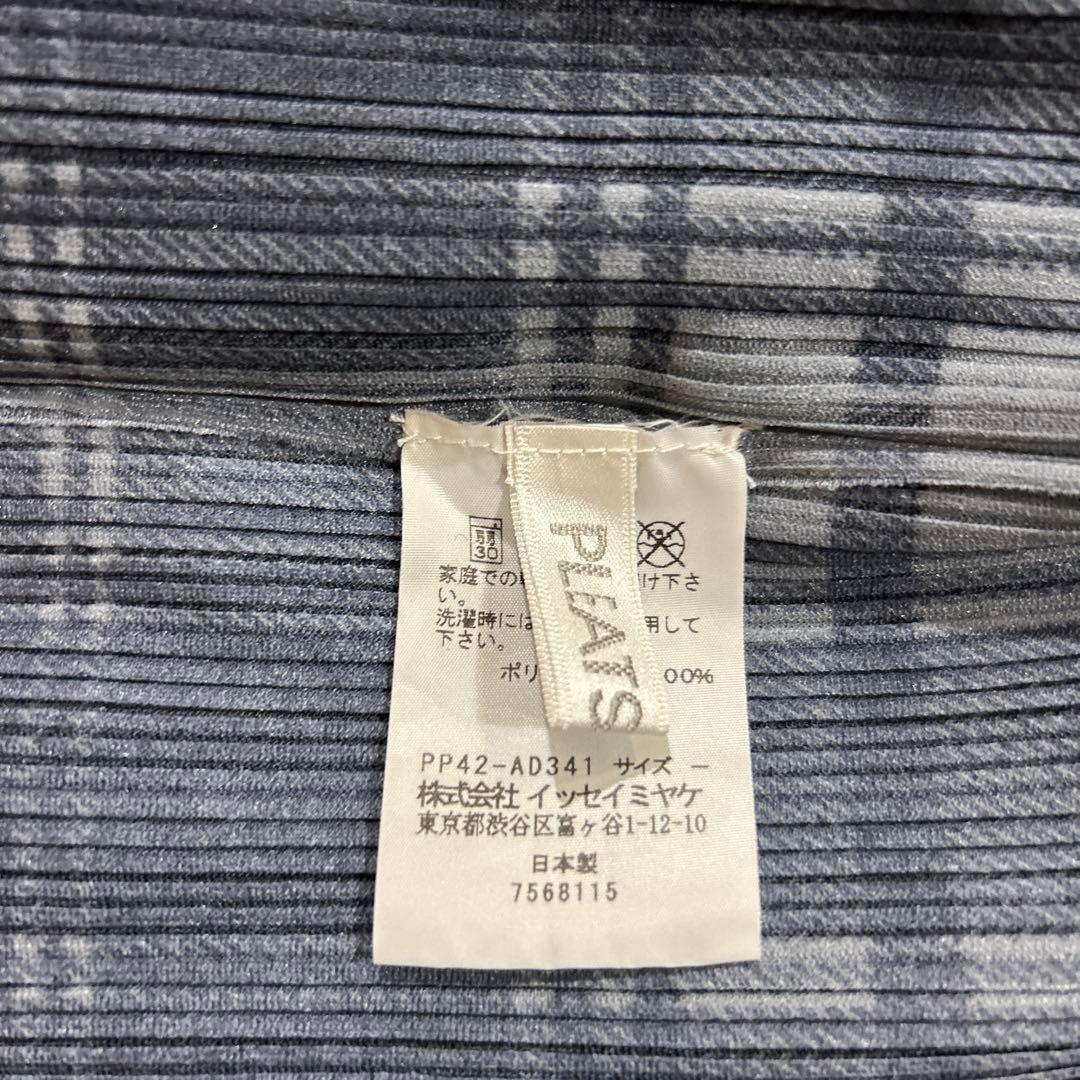 弱
30
家庭での
け下さ
い。
洗濯時には
用して
下さい。
ポリ
00%
PLEATS
PP42-AD341 サイズ －
株式会社 イッセイミヤケ
東京都渋谷区富ヶ谷1-12-10
日本製
7568115